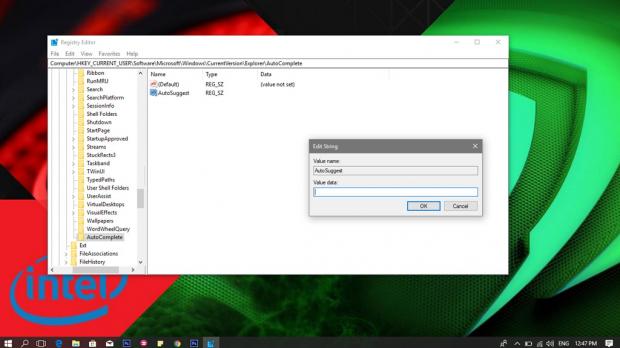 Registry Editor
File Edit View Favorites Help
Computer\HKEY_CURRENT_USER\Software\Microsoft\Windows\CurrentVersion\Explorer\AutoComplete
Ribbon
RunMRU
Search
SearchPlatform
SessionInfo
Shell Folders
Shutdown
StartPage
StartupApproved
Streams
StuckRects3
Taskband
TWinUI
TypedPaths
User Shell Folders
UserAssist
VirtualDesktops
VisualEffects
Wallpapers
WordWheelQuery
AutoComplete
Ext
FileAssociations
FileHistory
Name Type Data
(Default) REG_SZ (value not set)
AutoSuggest REG_SZ
Edit String
Value name:
AutoSuggest
Value data:
OK Cancel
intel
ENG 12:47 PM